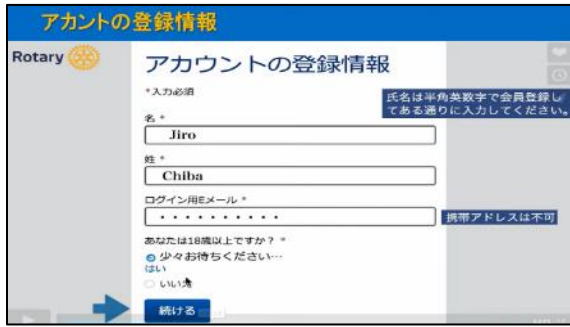 アカントの登録情報
Rotary
アカウントの登録情報
*入力必須
氏名は半角英数字で会員登録し
てある通りに入力してください。
名 *
Jiro
姓 *
Chiba
ログイン用Eメール *
・・・・・・・・・・
携帯アドレスは不可
あなたは18歳以上ですか? *
少々お待ちください…
はい
いいえ
続ける